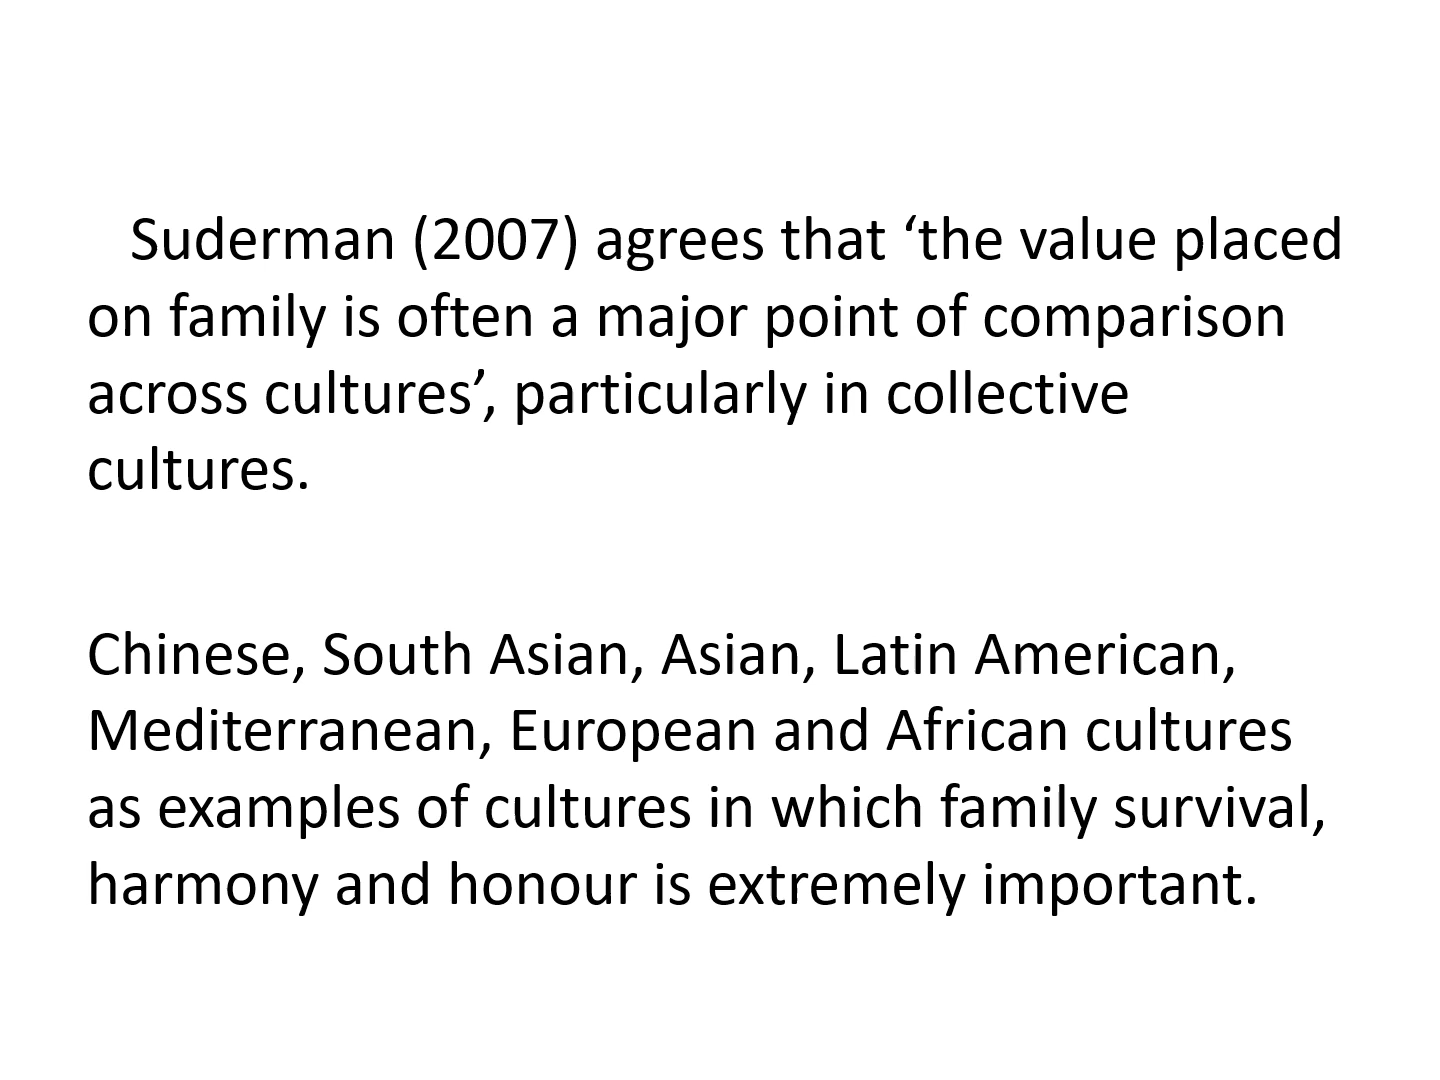 Suderman (2007) agrees that ‘the value placed
on family is often a major point of comparison
across cultures’, particularly in collective
cultures.
Chinese, South Asian, Asian, Latin American,
Mediterranean, European and African cultures
as examples of cultures in which family survival,
harmony and honour is extremely important.